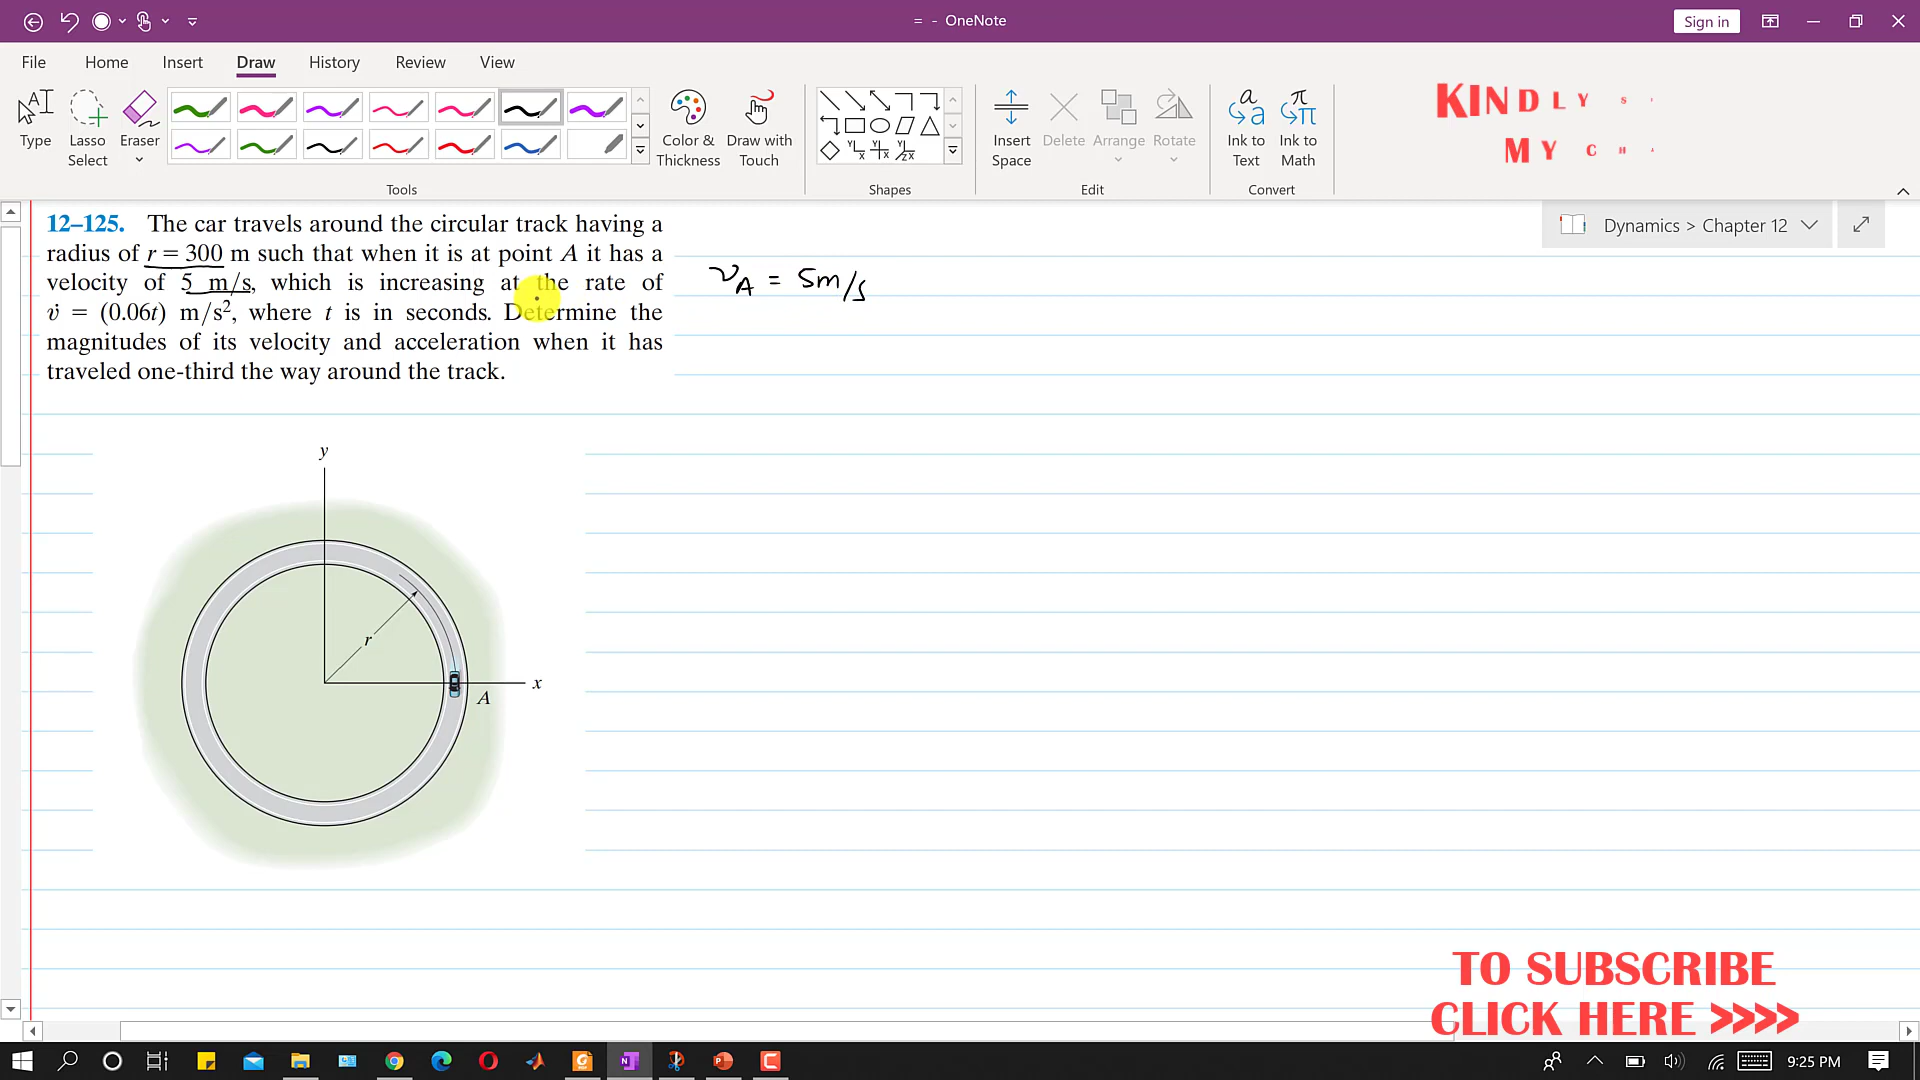 = - OneNote
Sign in
File Home Insert Draw History Review View
KINDLY S
MY C H
Type
Lasso Select
Eraser
Color & Thickness
Draw with Touch
Insert Space
Delete
Arrange
Rotate
Ink to Text
Ink to Math
Tools
Shapes
Edit
Convert
Dynamics > Chapter 12
12–125. The car travels around the circular track having a
radius of r = 300 m such that when it is at point A it has a
velocity of 5 m/s, which is increasing at the rate of
v̇ = (0.06t) m/s², where t is in seconds. Determine the
magnitudes of its velocity and acceleration when it has
traveled one-third the way around the track.
v_A = 5m/s
y
r
x
A
TO SUBSCRIBE
CLICK HERE >>>>
9:25 PM